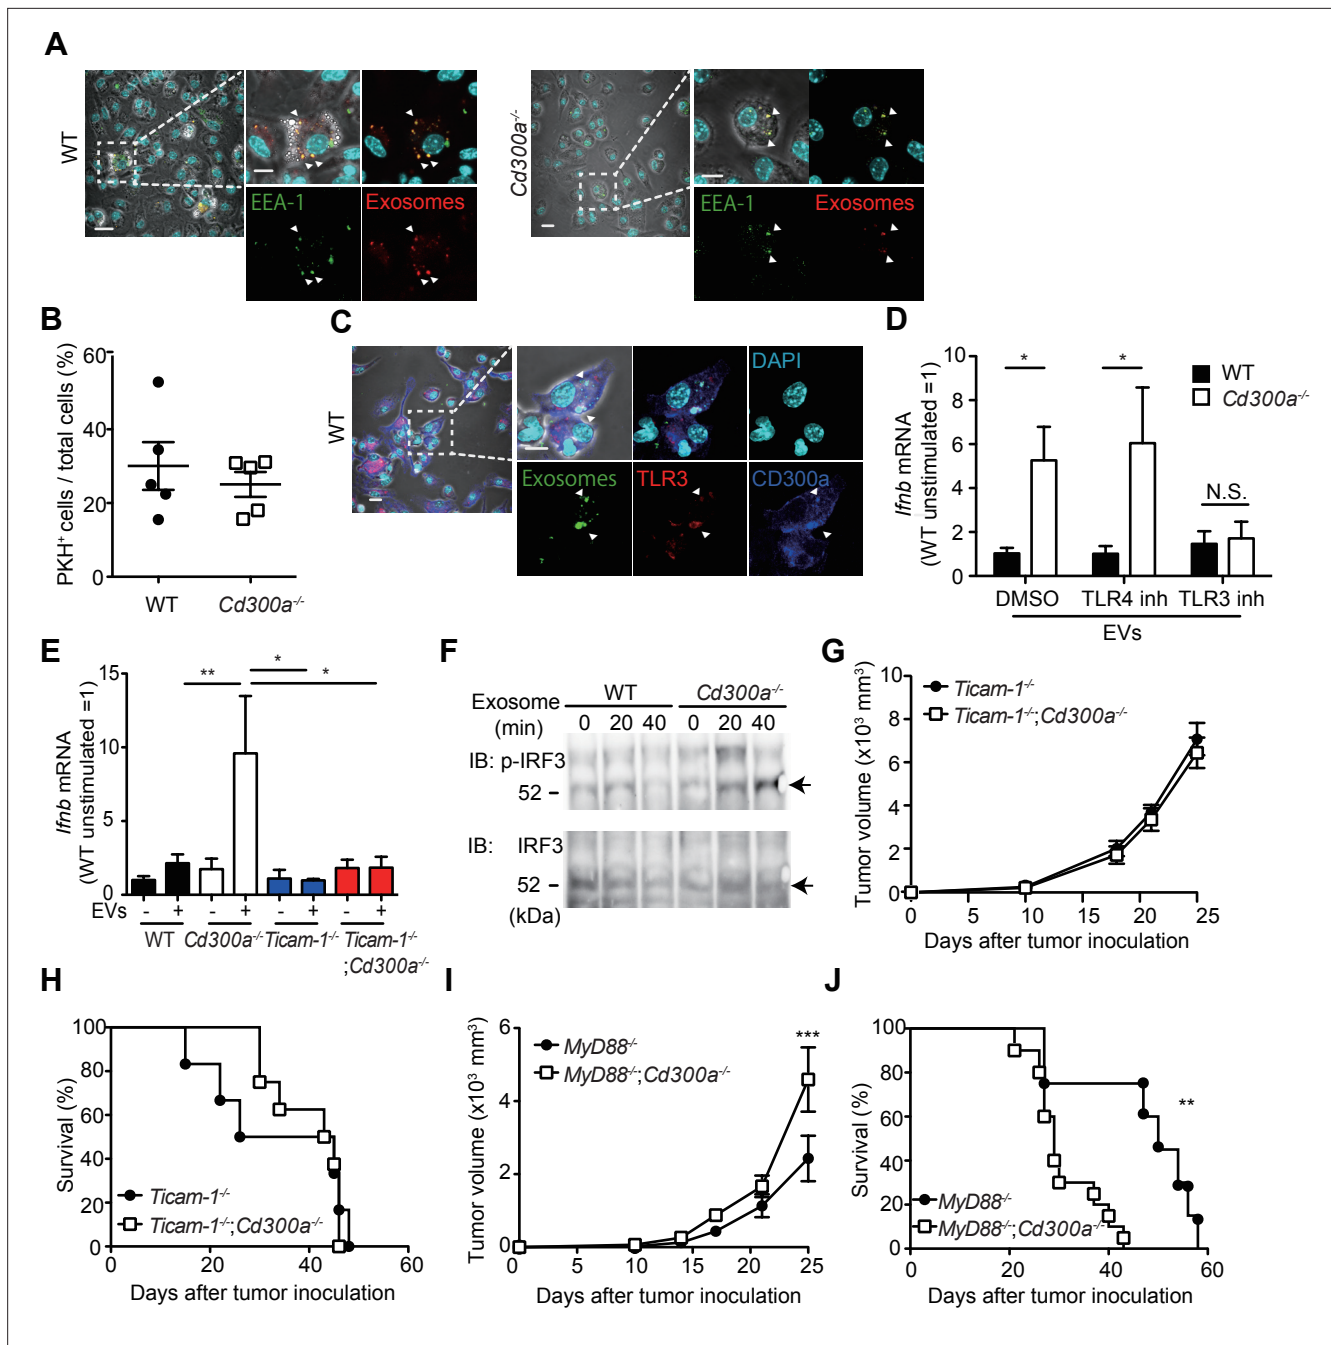 A
WT
EEA-1
Exosomes
Cd300a-/-
EEA-1
Exosomes
B
PKH+ cells / total cells (%)
60
40
20
0
WT
Cd300a-/-
C
WT
DAPI
Exosomes
TLR3
CD300a
D
Ifnb mRNA
(WT unstimulated =1)
10
8
6
4
2
0
*
*
N.S.
WT
Cd300a-/-
DMSO
TLR4 inh
TLR3 inh
EVs
E
Ifnb mRNA
(WT unstimulated =1)
15
10
5
0
**
*
*
EVs - + - + - + - +
WT
Cd300a-/-
Ticam-1-/-
Ticam-1-/-
;Cd300a-/-
F
WT
Cd300a-/-
Exosome
(min)
0 20 40 0 20 40
IB: p-IRF3
52
IB: IRF3
52
(kDa)
G
Tumor volume (x10³ mm³)
8
6
4
2
0
Ticam-1-/-
Ticam-1-/-;Cd300a-/-
0 10 15 20 25
Days after tumor inoculation
H
Survival (%)
100
80
60
40
20
0
Ticam-1-/-
Ticam-1-/-;Cd300a-/-
0 20 40 60
Days after tumor inoculation
I
Tumor volume (x10³ mm³)
6
4
2
0
MyD88-/-
MyD88-/-;Cd300a-/-
***
0 5 10 15 20 25
Days after tumor inoculation
J
Survival (%)
100
80
60
40
20
0
**
MyD88-/-
MyD88-/-;Cd300a-/-
0 20 40 60
Days after tumor inoculation